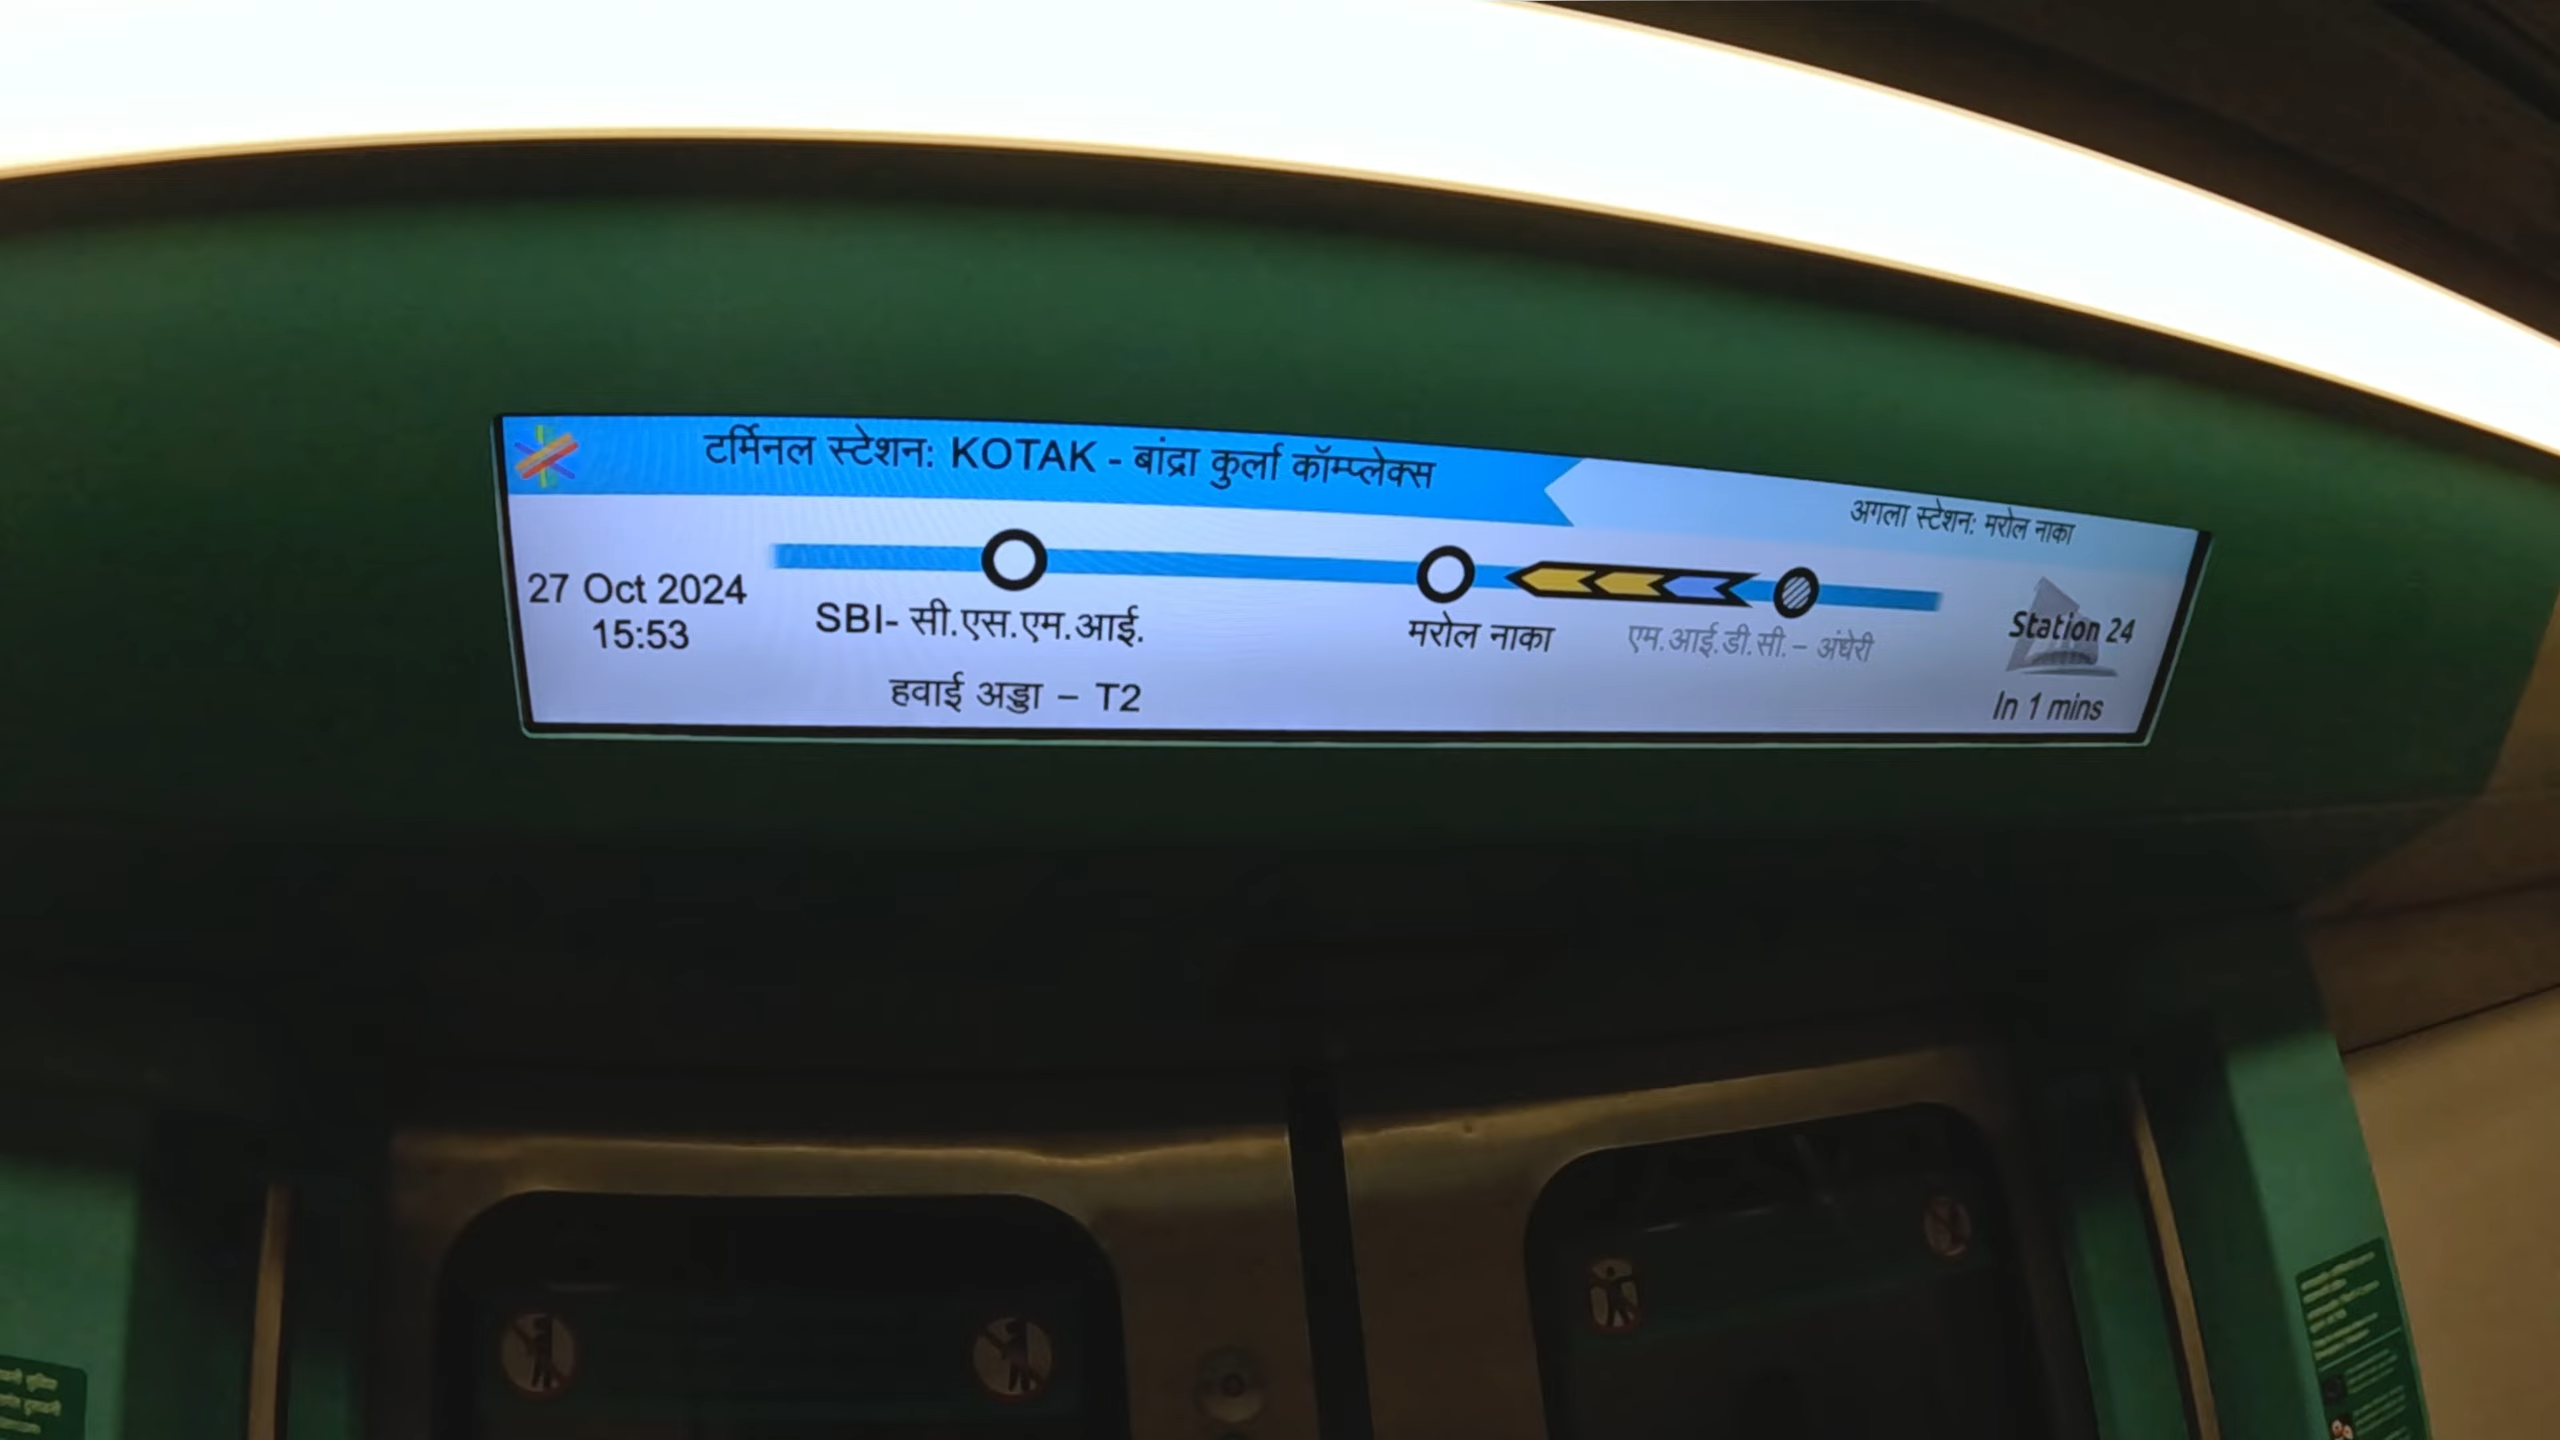 टर्मिनल स्टेशन: KOTAK - बांद्रा कुर्ला कॉम्प्लेक्स
अगला स्टेशन: मरोल नाका
27 Oct 2024
15:53
SBI- सी.एस.एम.आई.
हवाई अड्डा – T2
मरोल नाका
एम.आई.डी.सी. – अंधेरी
Station 24
In 1 mins